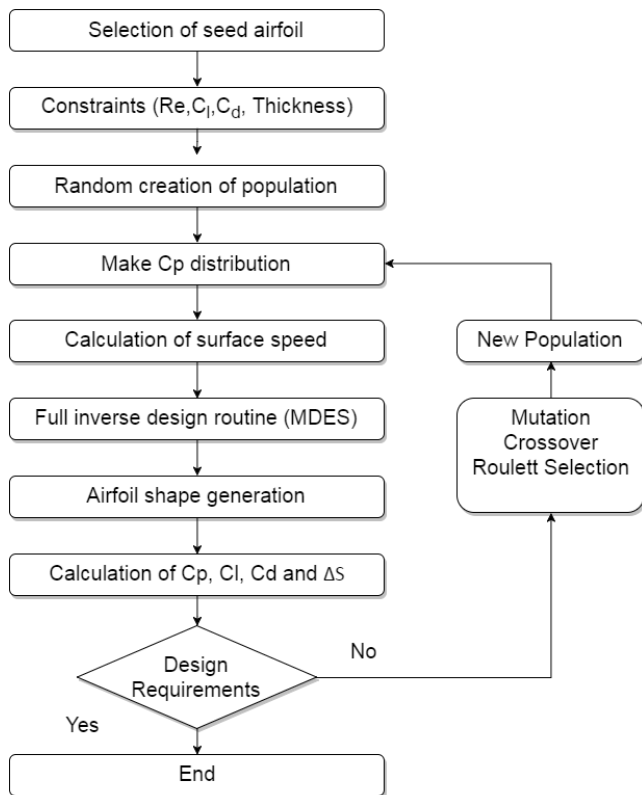 Selection of seed airfoil
Constraints (Re,Cl,Cd, Thickness)
Random creation of population
Make Cp distribution
Calculation of surface speed
New Population
Full inverse design routine (MDES)
Mutation
Crossover
Roulett Selection
Airfoil shape generation
Calculation of Cp, Cl, Cd and ΔS
No
Design
Requirements
Yes
End